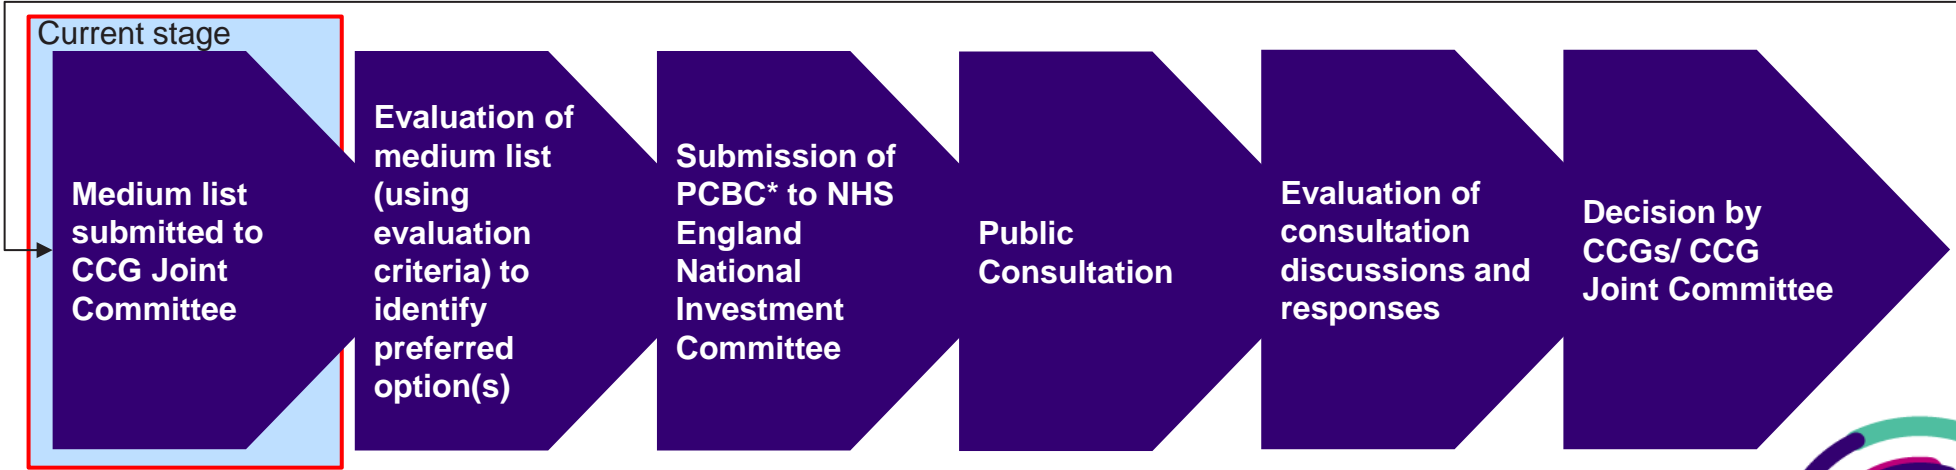 Current stage
Medium list
submitted to
CCG Joint
Committee
Evaluation of
medium list
(using
evaluation
criteria) to
identify
preferred
option(s)
Submission of
PCBC* to NHS
England
National
Investment
Committee
Public
Consultation
Evaluation of
consultation
discussions and
responses
Decision by
CCGs/ CCG
Joint Committee